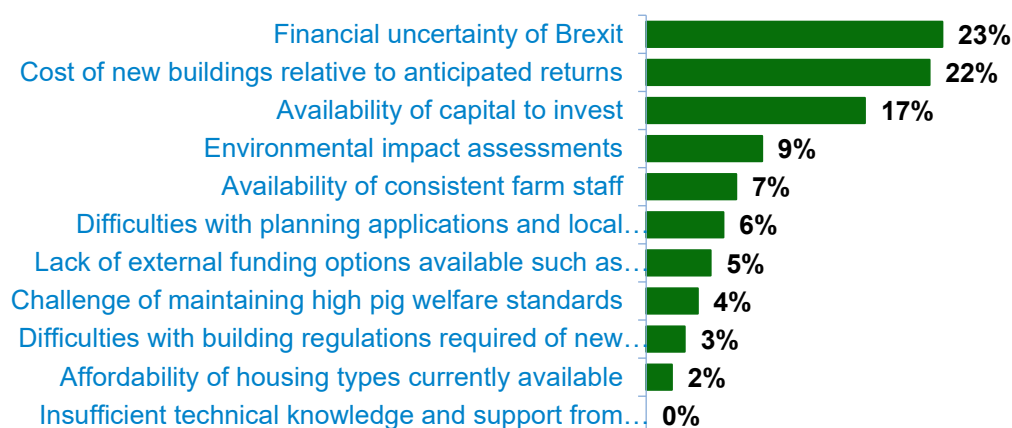 Financial uncertainty of Brexit 23%
Cost of new buildings relative to anticipated returns 22%
Availability of capital to invest 17%
Environmental impact assessments 9%
Availability of consistent farm staff 7%
Difficulties with planning applications and local… 6%
Lack of external funding options available such as… 5%
Challenge of maintaining high pig welfare standards 4%
Difficulties with building regulations required of new… 3%
Affordability of housing types currently available 2%
Insufficient technical knowledge and support from… 0%